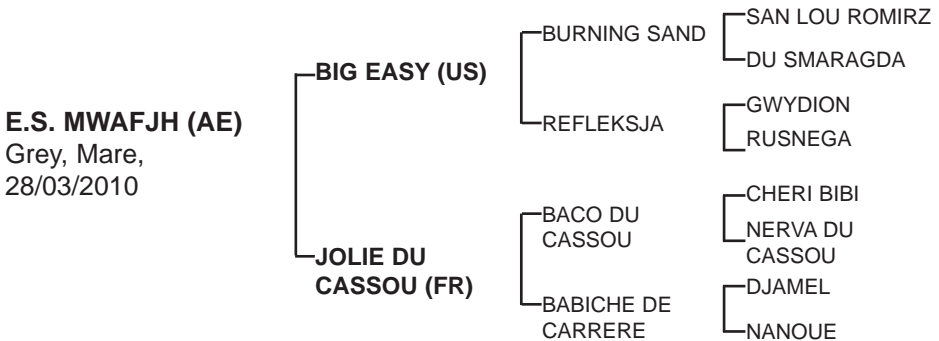 E.S. MWAFJH (AE)
Grey, Mare,
28/03/2010
BIG EASY (US)
JOLIE DU
CASSOU (FR)
BURNING SAND
REFLEKSJA
BACO DU
CASSOU
BABICHE DE
CARRERE
SAN LOU ROMIRZ
DU SMARAGDA
GWYDION
RUSNEGA
CHERI BIBI
NERVA DU
CASSOU
DJAMEL
NANOUE